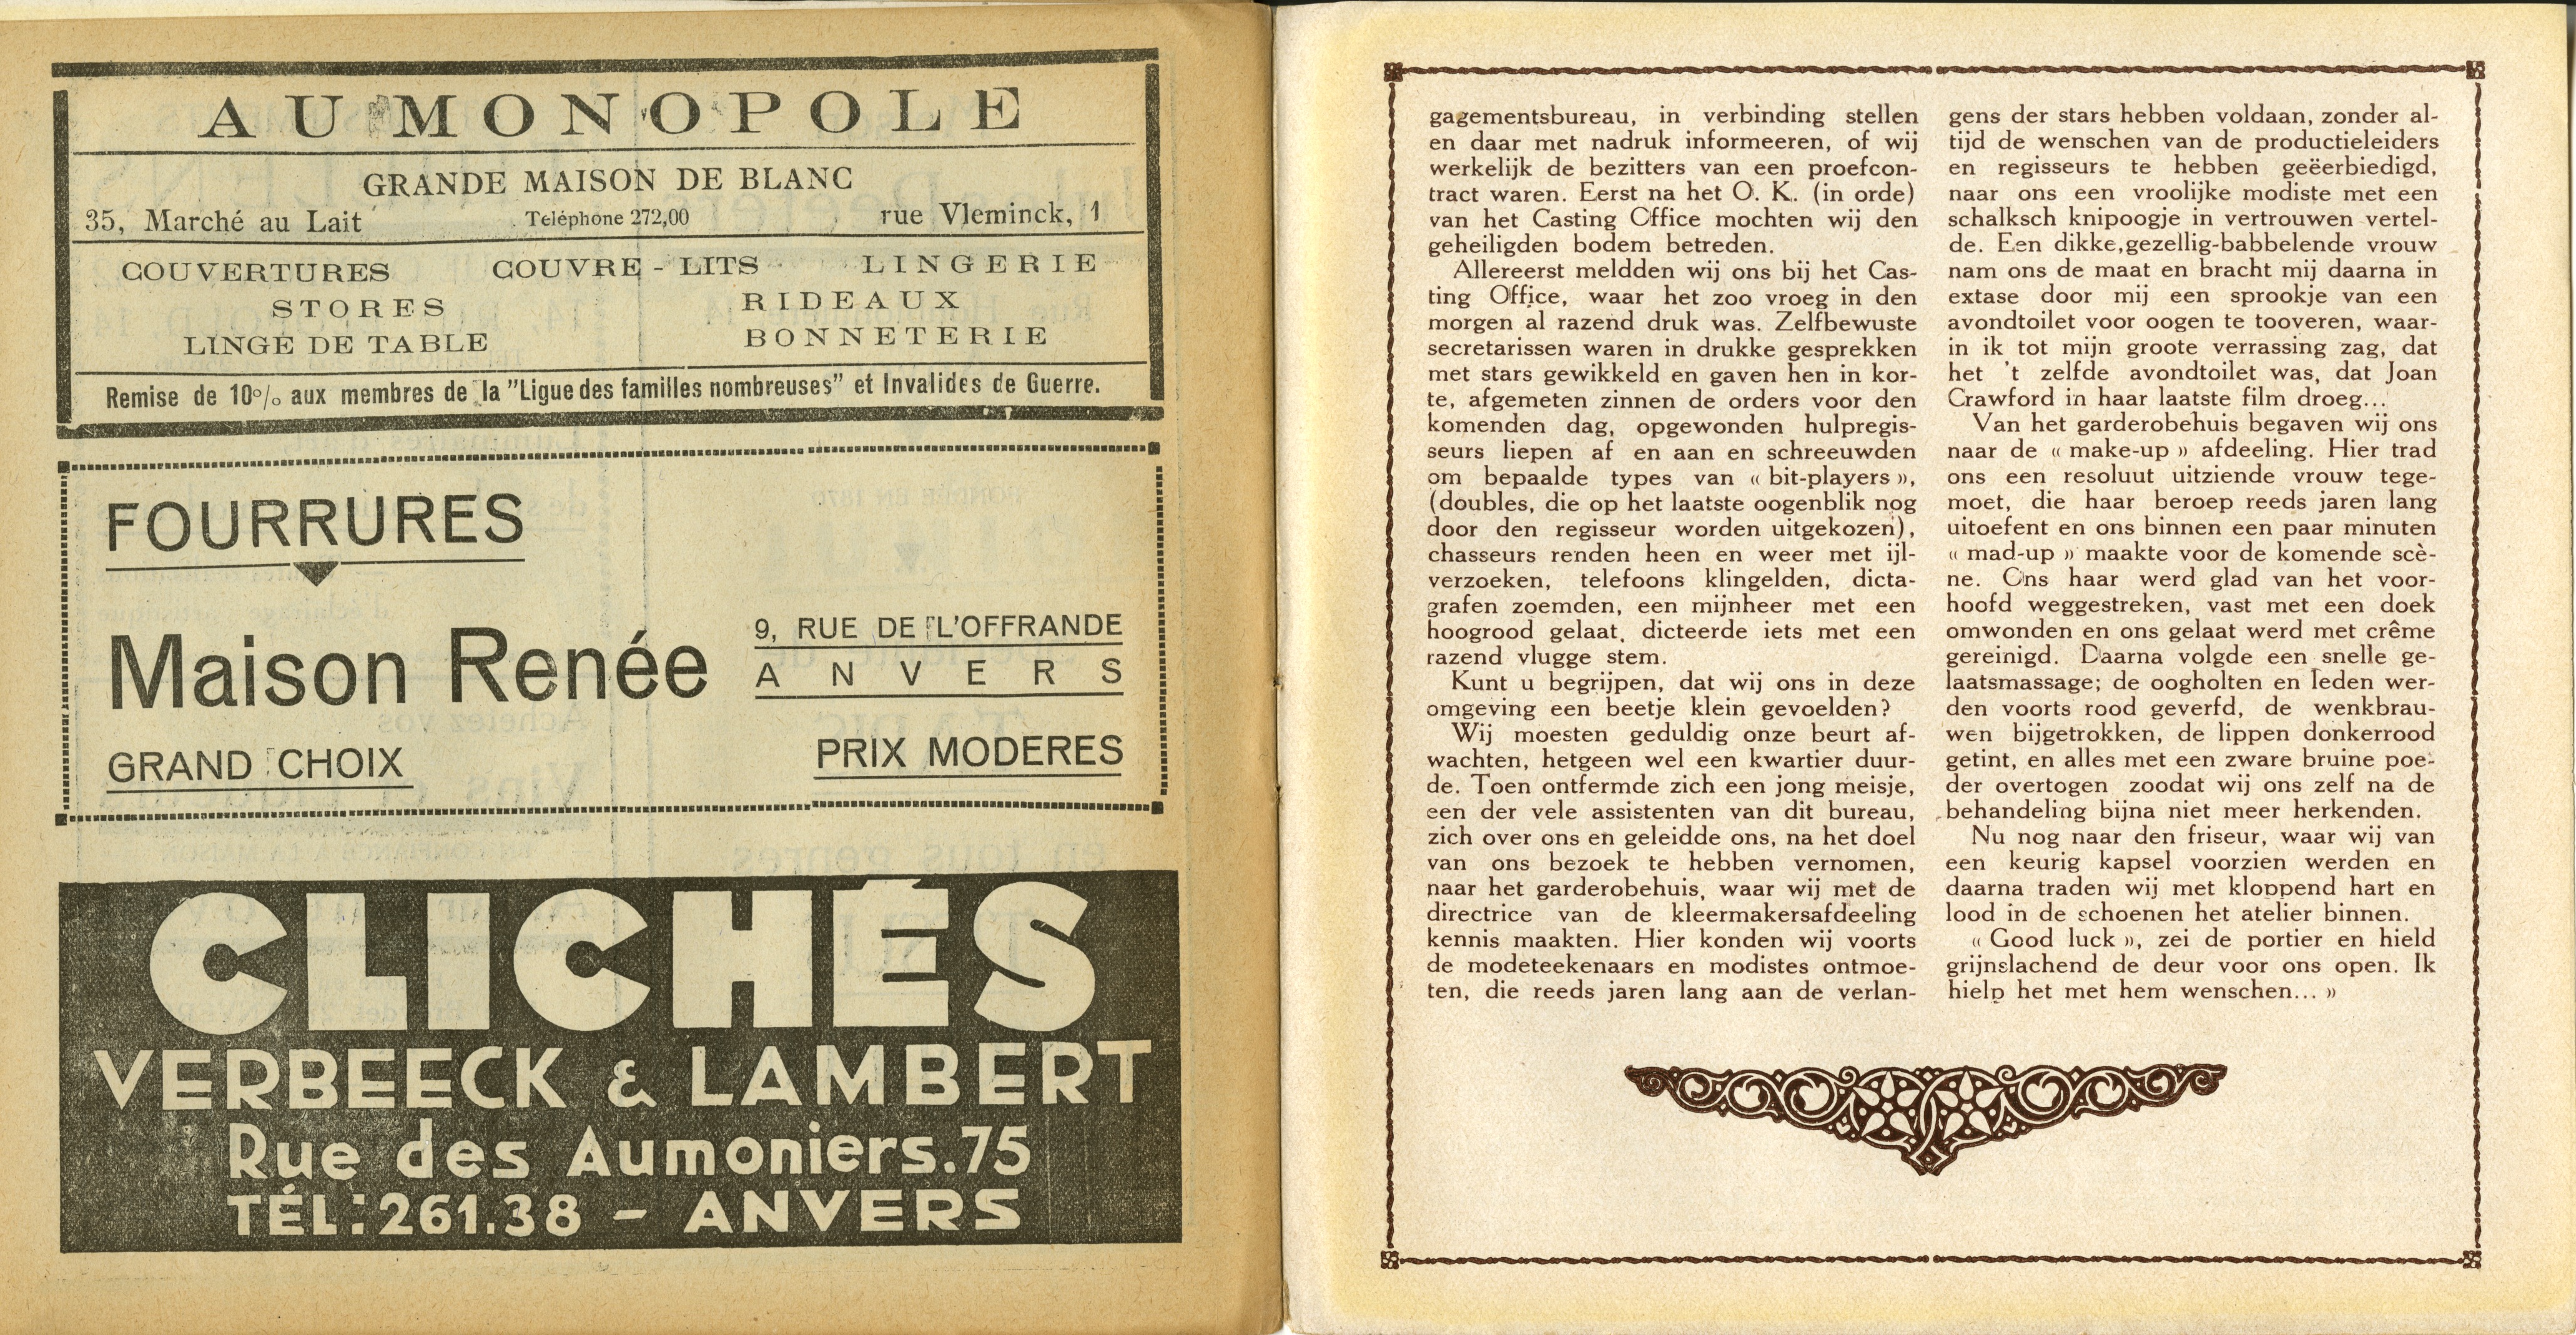 AU MONOPOLE
GRANDE MAISON DE BLANC
35, Marché au Lait Teléphone 272,00 rue Vleminck, 1
COUVERTURES COUVRE - LITS LINGERIE
STORES RIDEAUX
LINGE DE TABLE BONNETERIE
Remise de 10% aux membres de la "Ligue des familles nombreuses" et Invalides de Guerre.
FOURRURES
Maison Renée
9, RUE DE L'OFFRANDE
ANVERS
GRAND CHOIX
PRIX MODERES
CLICHÉS
VERBEECK & LAMBERT
Rue des Aumoniers.75
TÉL:261.38 - ANVERS
gagementsbureau, in verbinding stellen
en daar met nadruk informeeren, of wij
werkelijk de bezitters van een proefcon-
tract waren. Eerst na het O. K. (in orde)
van het Casting Office mochten wij den
geheiligden bodem betreden.
Allereerst meldden wij ons bij het Cas-
ting Office, waar het zoo vroeg in den
morgen al razend druk was. Zelfbewuste
secretarissen waren in drukke gesprekken
met stars gewikkeld en gaven hen in kor-
te, afgemeten zinnen de orders voor den
komenden dag, opgewonden hulpregis-
seurs liepen af en aan en schreeuwden
om bepaalde types van « bit-players »,
(doubles, die op het laatste oogenblik nog
door den regisseur worden uitgekozen),
chasseurs renden heen en weer met ijl-
verzoeken, telefoons klingelden, dicta-
grafen zoemden, een mijnheer met een
hoogrood gelaat, dicteerde iets met een
razend vlugge stem.
Kunt u begrijpen, dat wij ons in deze
omgeving een beetje klein gevoelden?
Wij moesten geduldig onze beurt af-
wachten, hetgeen wel een kwartier duur-
de. Toen ontfermde zich een jong meisje,
een der vele assistenten van dit bureau,
zich over ons en geleidde ons, na het doel
van ons bezoek te hebben vernomen,
naar het garderobehuis, waar wij met de
directrice van de kleermakersafdeeling
kennis maakten. Hier konden wij voorts
de modeteekenaars en modistes ontmoe-
ten, die reeds jaren lang aan de verlan-
gens der stars hebben voldaan, zonder al-
tijd de wenschen van de productieleiders
en regisseurs te hebben geëerbiedigd,
naar ons een vroolijke modiste met een
schalksch knipoogje in vertrouwen vertel-
de. Een dikke,gezellig-babbelende vrouw
nam ons de maat en bracht mij daarna in
extase door mij een sprookje van een
avondtoilet voor oogen te tooveren, waar-
in ik tot mijn groote verrassing zag, dat
het 't zelfde avondtoilet was, dat Joan
Crawford in haar laatste film droeg...
Van het garderobehuis begaven wij ons
naar de « make-up » afdeeling. Hier trad
ons een resoluut uitziende vrouw tege-
moet, die haar beroep reeds jaren lang
uitoefent en ons binnen een paar minuten
« mad-up » maakte voor de komende scè-
ne. Ons haar werd glad van het voor-
hoofd weggestreken, vast met een doek
omwonden en ons gelaat werd met crême
gereinigd. Daarna volgde een snelle ge-
laatsmassage; de oogholten en leden wer-
den voorts rood geverfd, de wenkbrau-
wen bijgetrokken, de lippen donkerrood
getint, en alles met een zware bruine poe-
der overtogen zoodat wij ons zelf na de
behandeling bijna niet meer herkenden.
Nu nog naar den friseur, waar wij van
een keurig kapsel voorzien werden en
daarna traden wij met kloppend hart en
lood in de schoenen het atelier binnen.
« Good luck », zei de portier en hield
grijnslachend de deur voor ons open. Ik
hielp het met hem wenschen... »